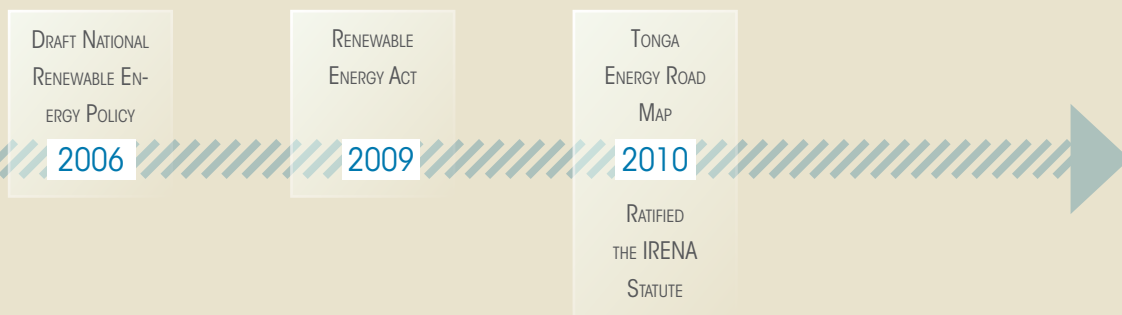 Draft National
Renewable En-
ergy Policy
2006
Renewable
Energy Act
2009
Tonga
Energy Road
Map
2010
Ratified
the IRENA
Statute